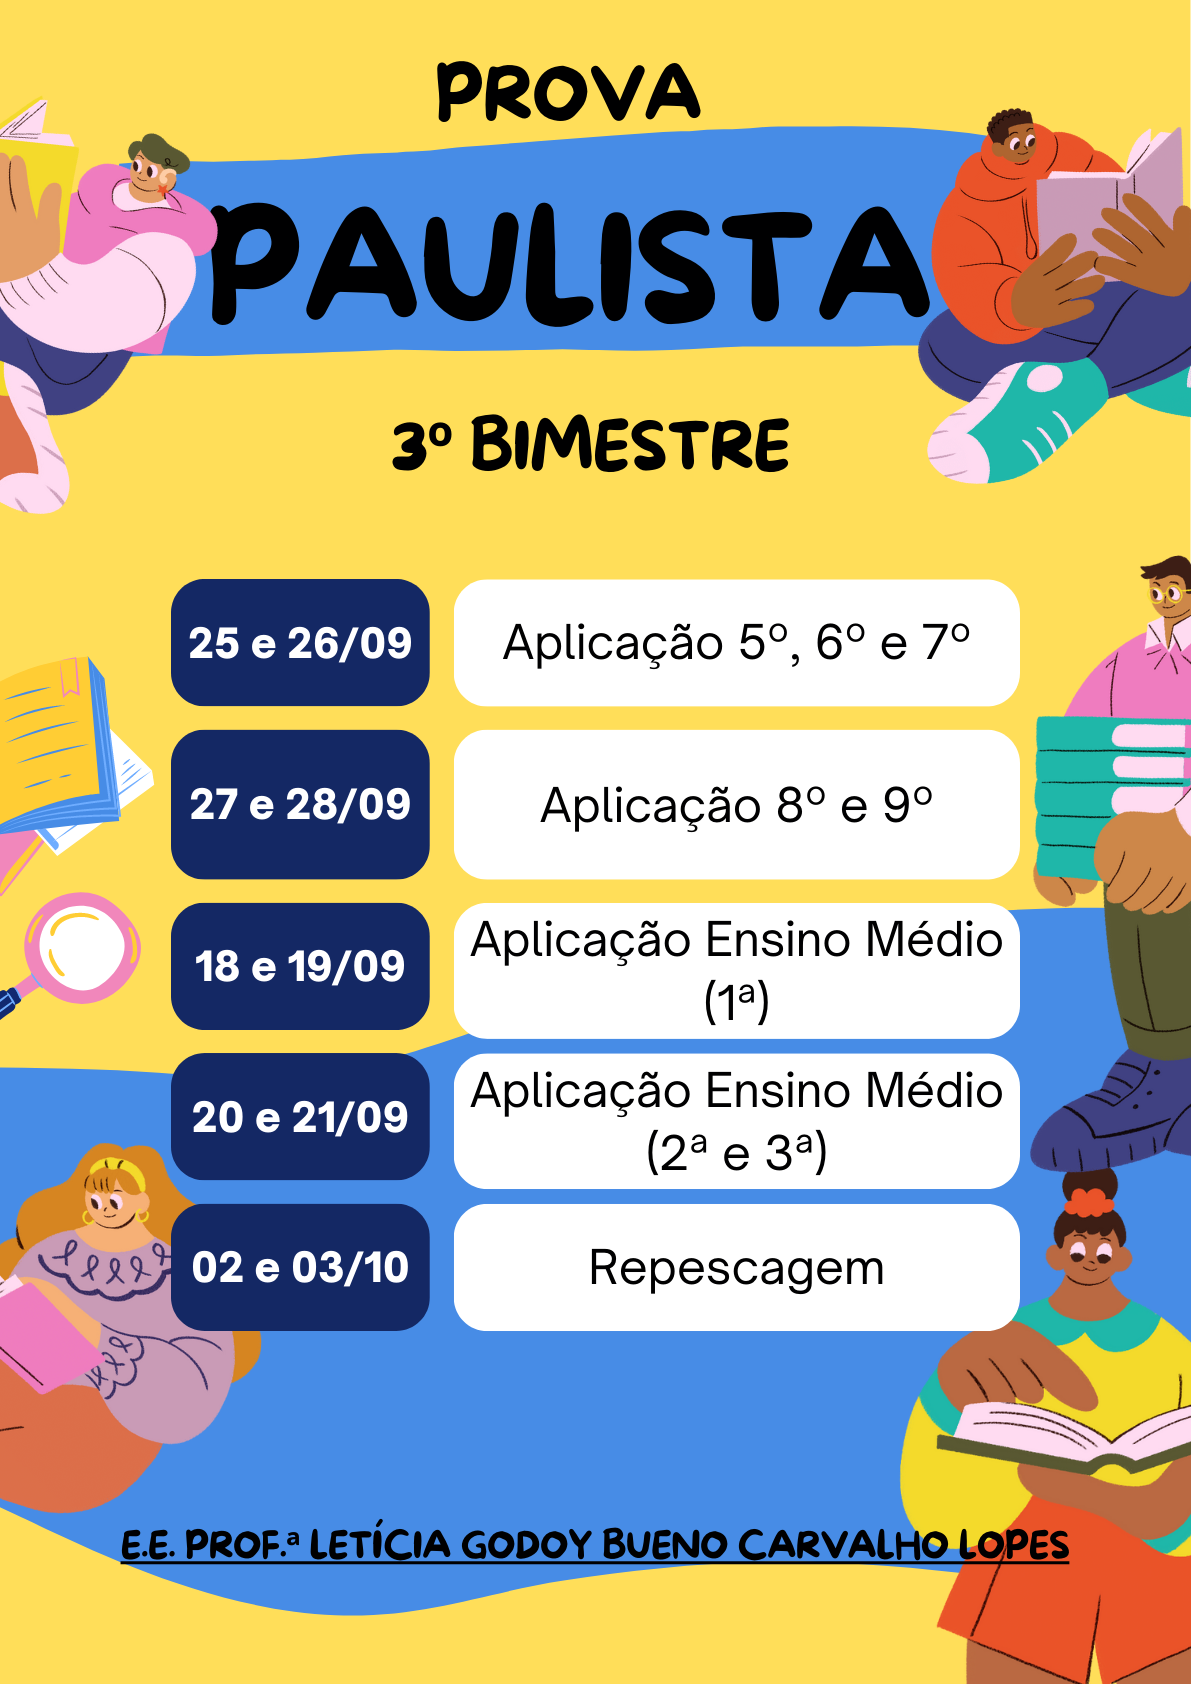 PROVA
PAULISTA
3º BIMESTRE
25 e 26/09
Aplicação 5º, 6º e 7º
27 e 28/09
Aplicação 8º e 9º
18 e 19/09
Aplicação Ensino Médio
(1ª)
20 e 21/09
Aplicação Ensino Médio
(2ª e 3ª)
02 e 03/10
Repescagem
E.E. PROF.ª LETÍCIA GODOY BUENO CARVALHO LOPES